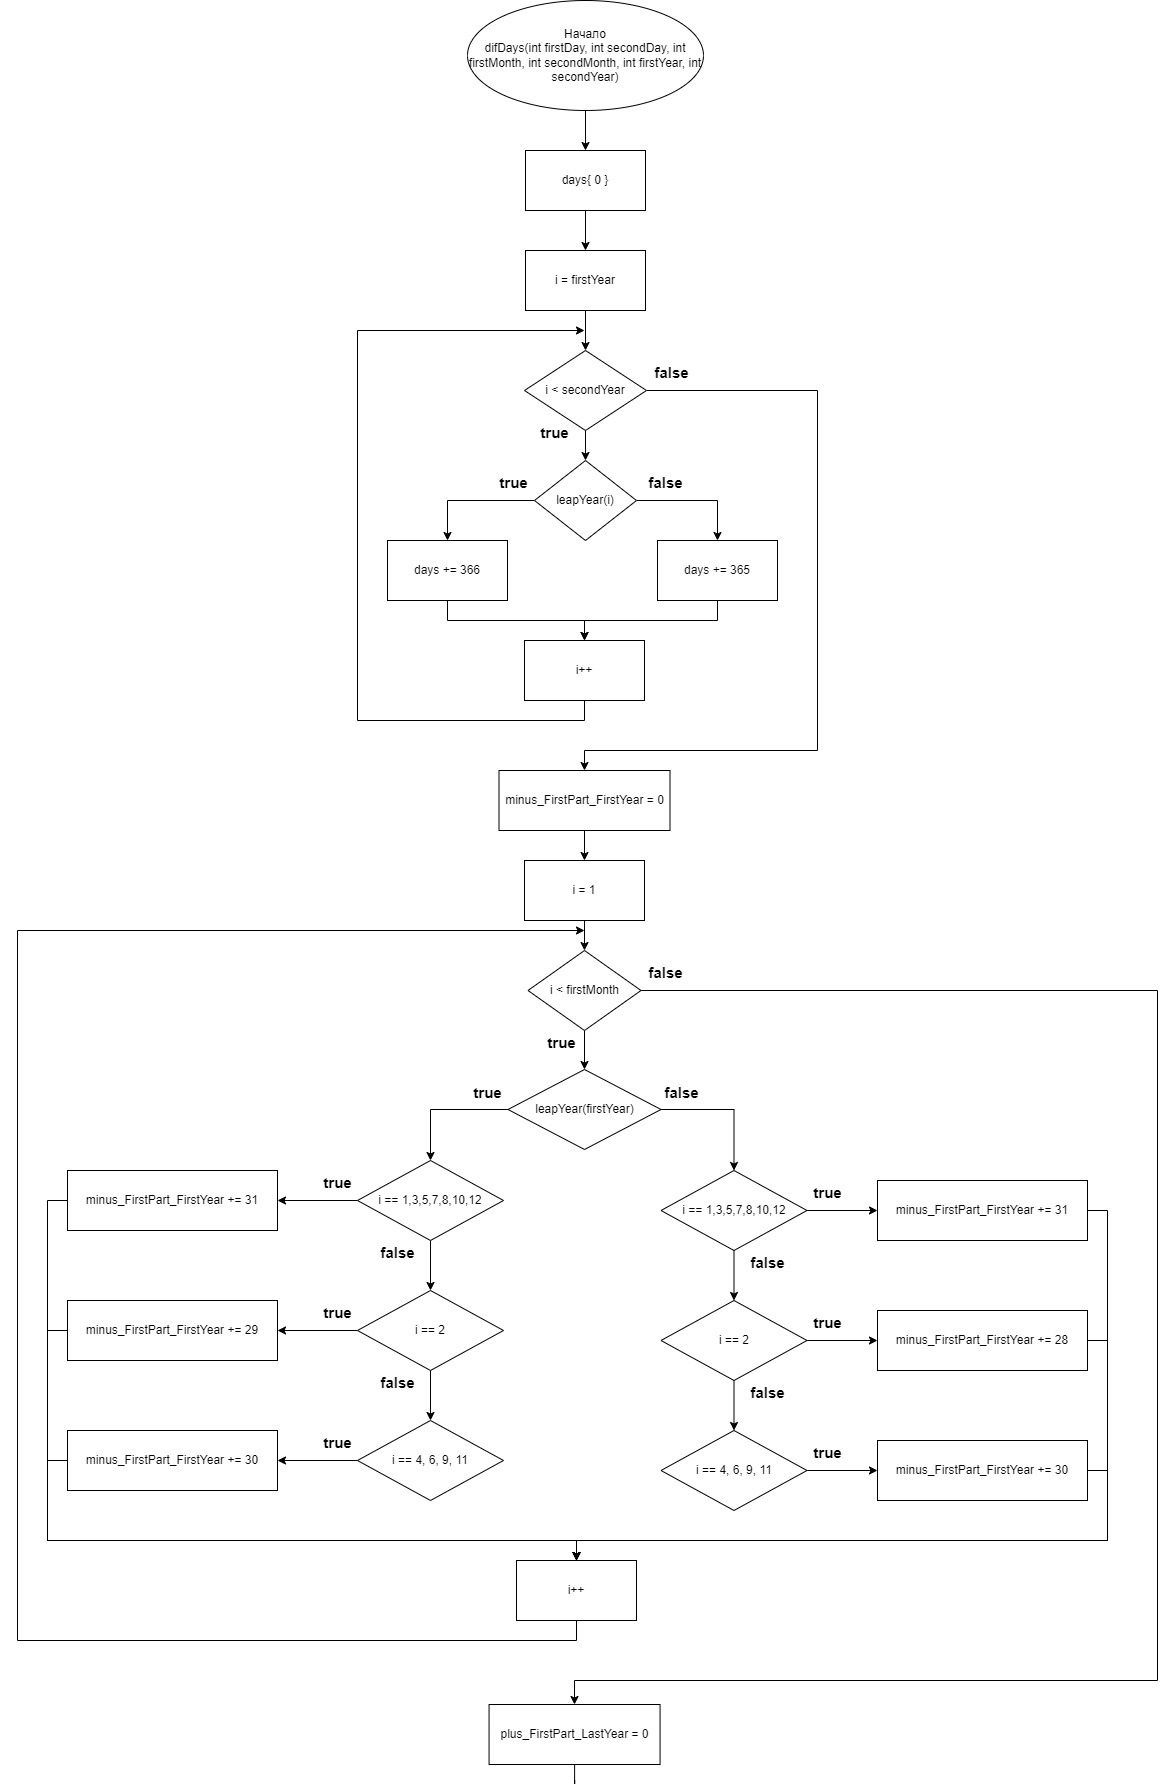 Начало
difDays(int firstDay, int secondDay, int
firstMonth, int secondMonth, int firstYear, int
secondYear)
days{ 0 }
i = firstYear
i < secondYear
false
true
leapYear(i)
true
false
days += 366
days += 365
i++
minus_FirstPart_FirstYear = 0
i = 1
i < firstMonth
false
true
leapYear(firstYear)
true
false
minus_FirstPart_FirstYear += 31
true
i == 1,3,5,7,8,10,12
i == 1,3,5,7,8,10,12
true
minus_FirstPart_FirstYear += 31
false
false
minus_FirstPart_FirstYear += 29
true
i == 2
i == 2
true
minus_FirstPart_FirstYear += 28
false
false
minus_FirstPart_FirstYear += 30
true
i == 4, 6, 9, 11
i == 4, 6, 9, 11
true
minus_FirstPart_FirstYear += 30
i++
plus_FirstPart_LastYear = 0